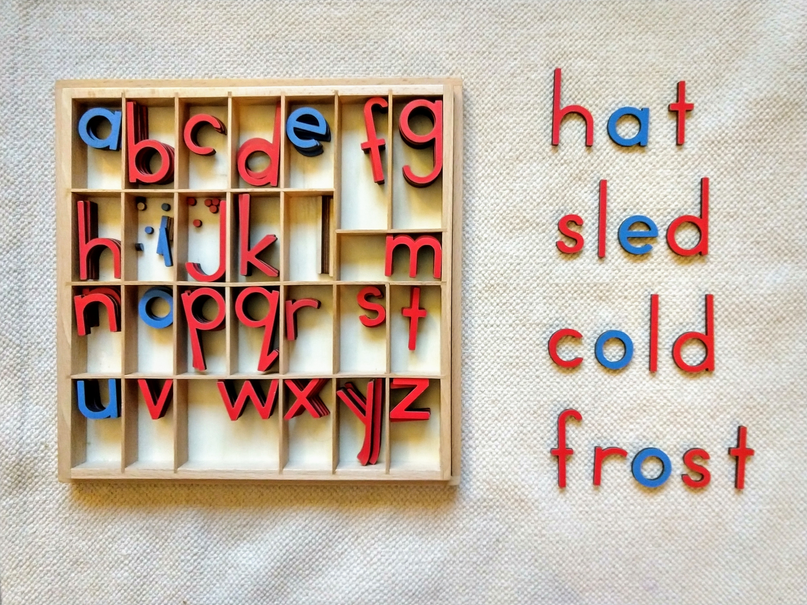 a b c d e f g
h i j k l m
n o p q r s t
u v w x y z
hat
sled
cold
frost